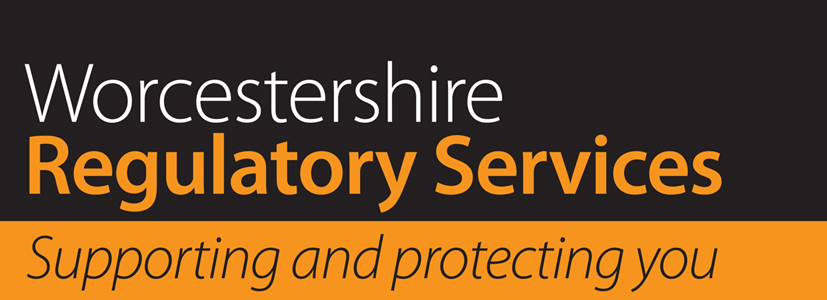 Worcestershire
Regulatory Services
Supporting and protecting you